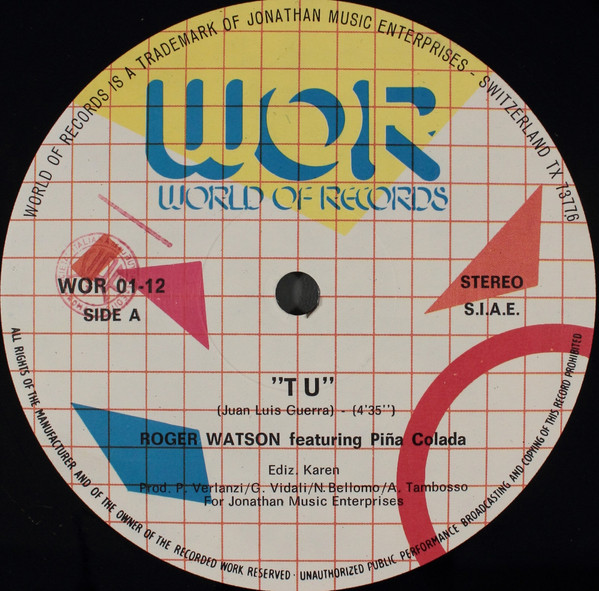 WORLD OF RECORDS IS A TRADEMARK OF JONATHAN MUSIC ENTERPRISES - SWITZERLAND TX 73776
WOR
WORLD OF RECORDS
WOR 01-12
SIDE A
STEREO
S.I.A.E.
"T U"
(Juan Luis Guerra) - (4'35'')
ROGER WATSON featuring Piña Colada
Ediz. Karen
Prod. P. Verlanzi/G. Vidali/N. Bellomo/A. Tambosso
For Jonathan Music Enterprises
ALL RIGHTS OF THE MANUFACTURER AND OF THE OWNER OF THE RECORDED WORK RESERVED · UNAUTHORIZED PUBLIC PERFORMANCE BROADCASTING AND COPYING OF THIS RECORD PROHIBITED